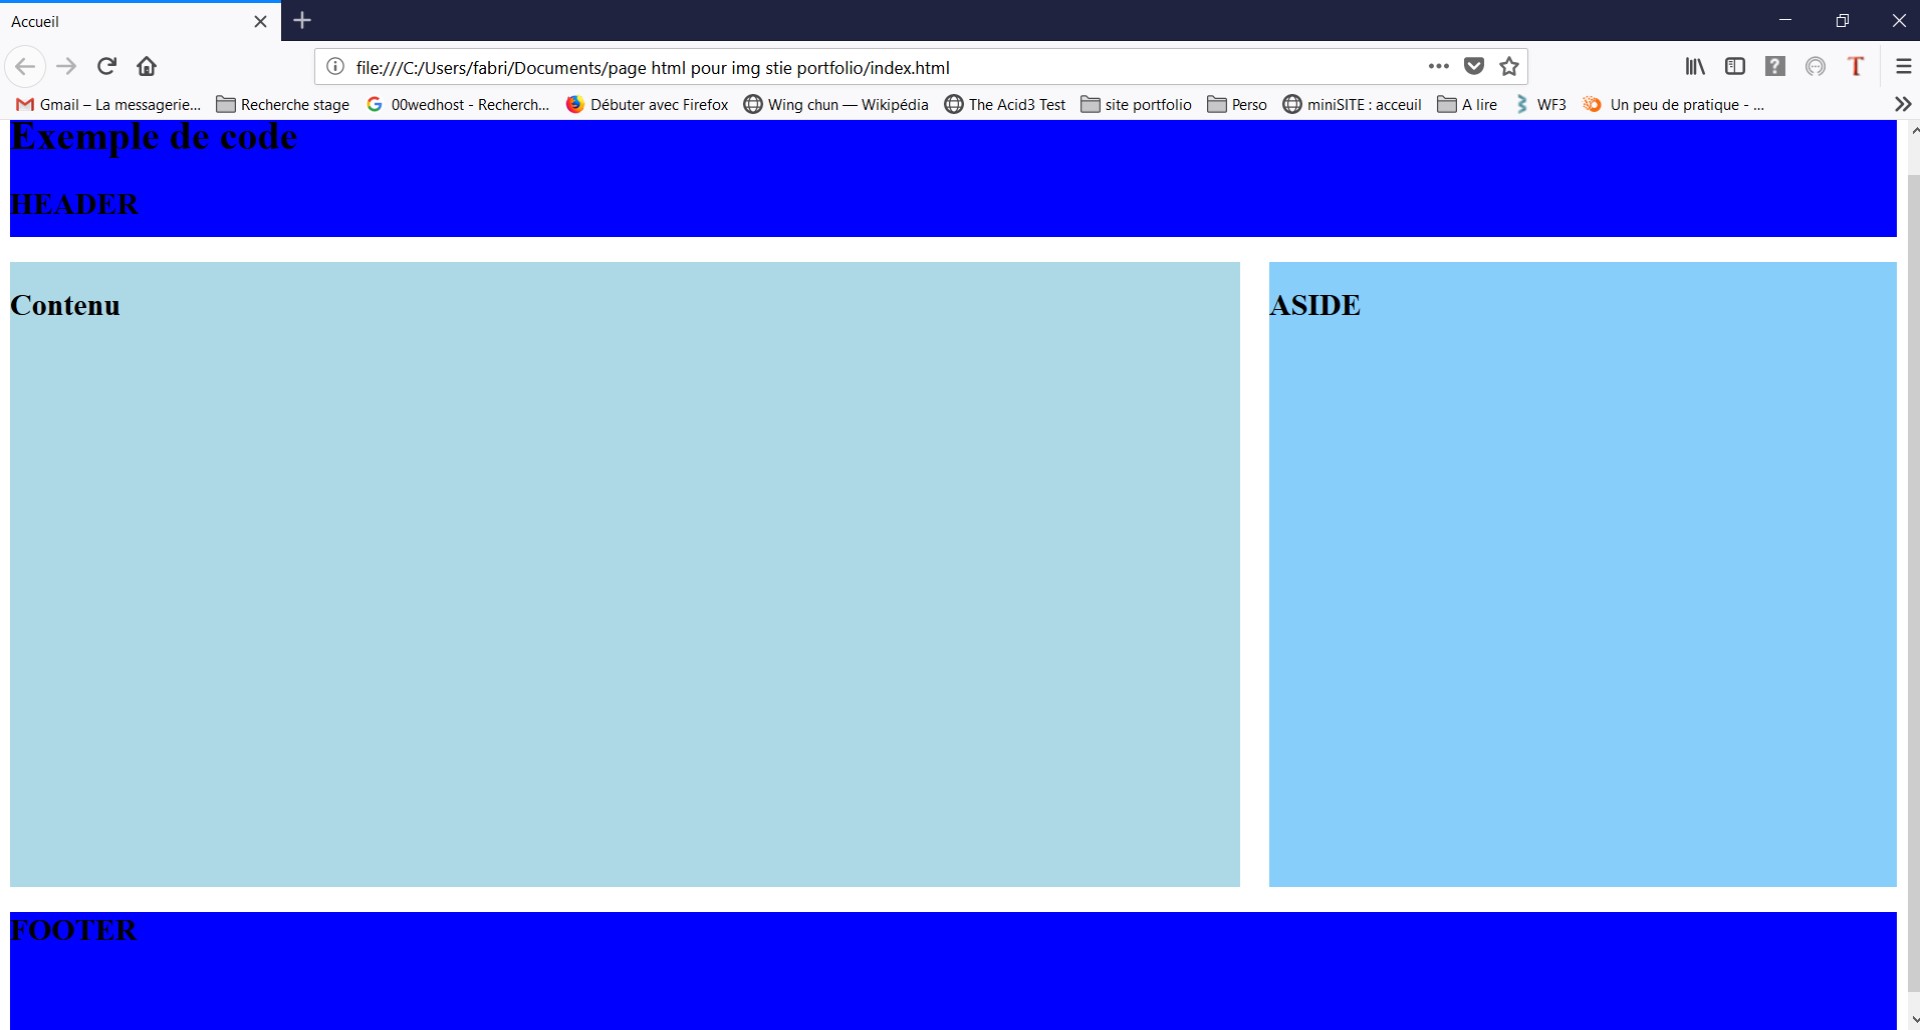 Accueil
file:///C:/Users/fabri/Documents/page html pour img stie portfolio/index.html
Gmail – La messagerie... Recherche stage 00wedhost - Recherch... Débuter avec Firefox Wing chun — Wikipédia The Acid3 Test site portfolio Perso miniSITE : acceuil A lire WF3 Un peu de pratique - ...
Exemple de code
HEADER
Contenu
ASIDE
FOOTER